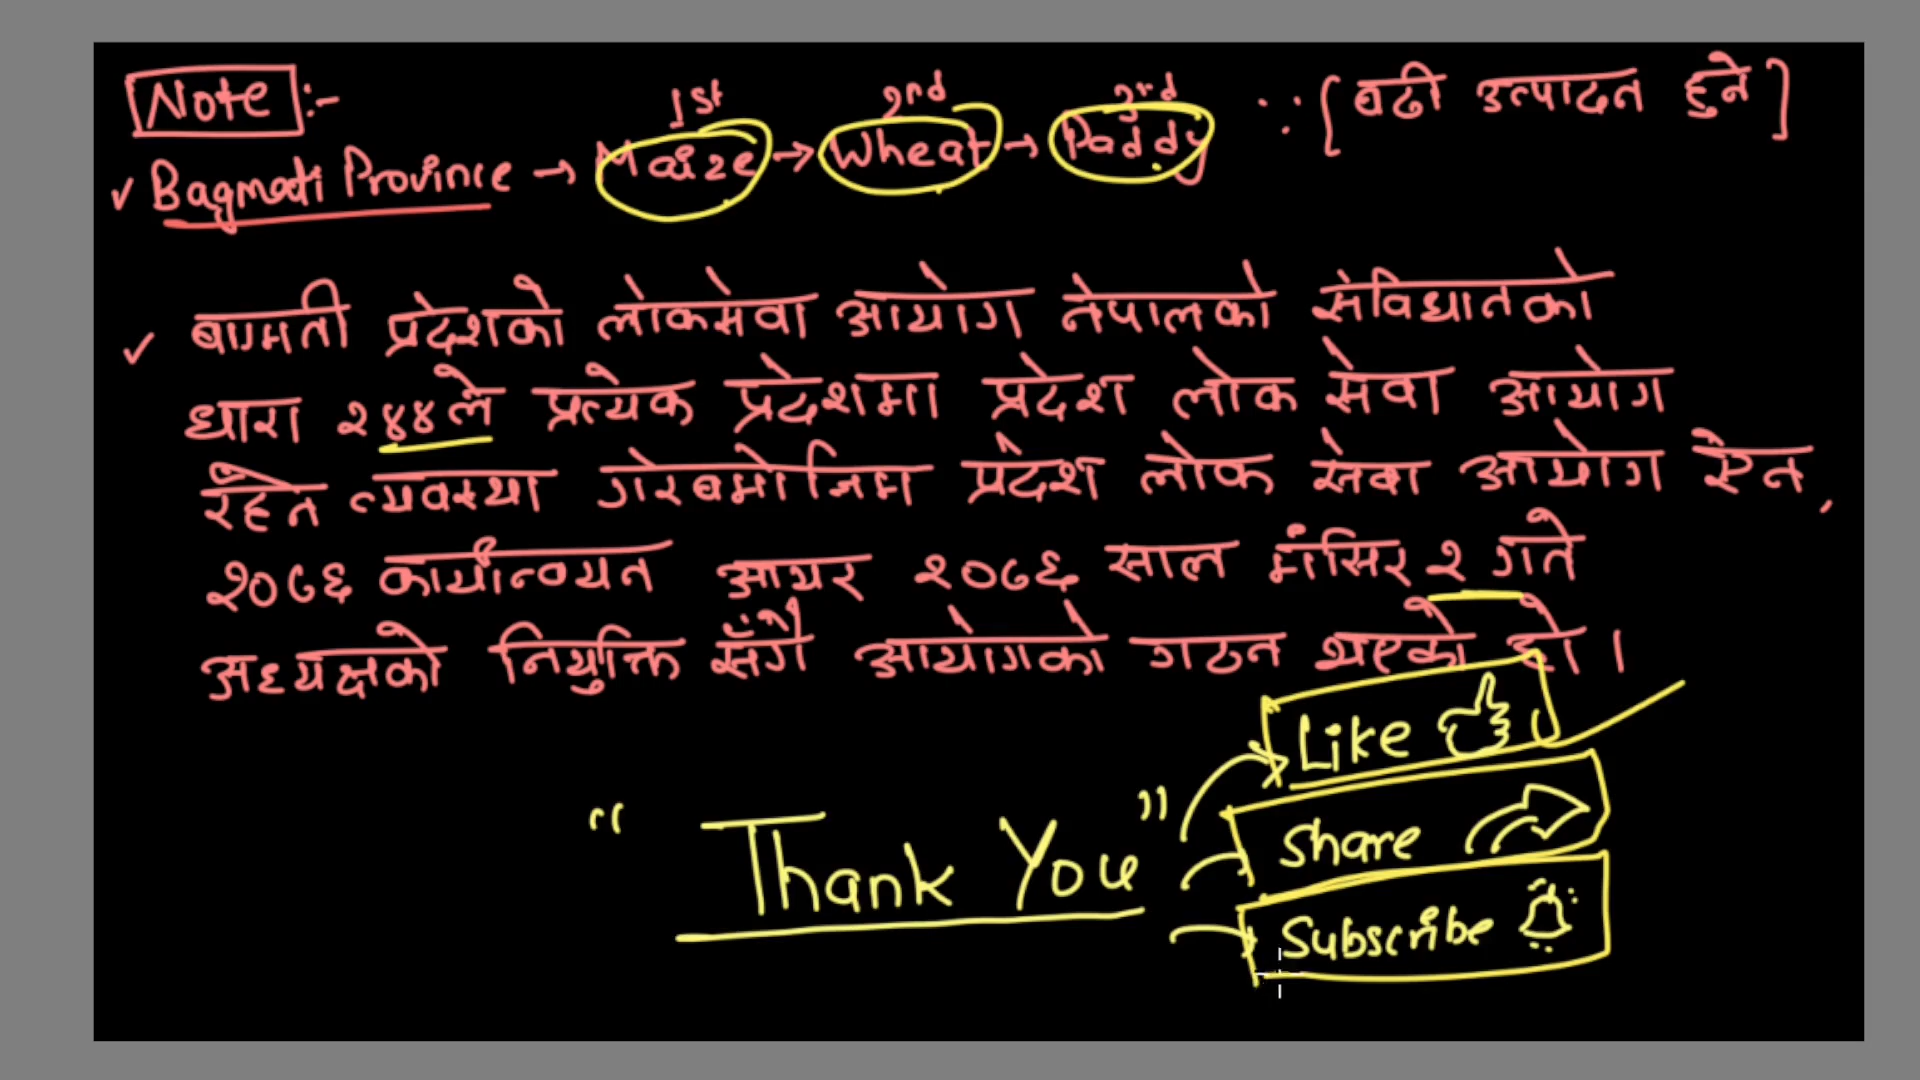 Note :-
1st 2nd 3rd
✓ Bagmati Province → Maize → Wheat → Paddy ∵ [बढी उत्पादन हुने]
✓ बाग्मती प्रदेशको लोकसेवा आयोग नेपालको संविधानको
धारा २४४ले प्रत्येक प्रदेशमा प्रदेश लोक सेवा आयोग
रहने व्यवस्था गरेबमोजिम प्रदेश लोक सेवा आयोग ऐन,
२०७६ कार्यान्वयन आएर २०७६ साल मंसिर २ गते
अध्यक्षको नियुक्ति सँगै आयोगको गठन भएको हो।
" Thank You "
Like
Share
Subscribe